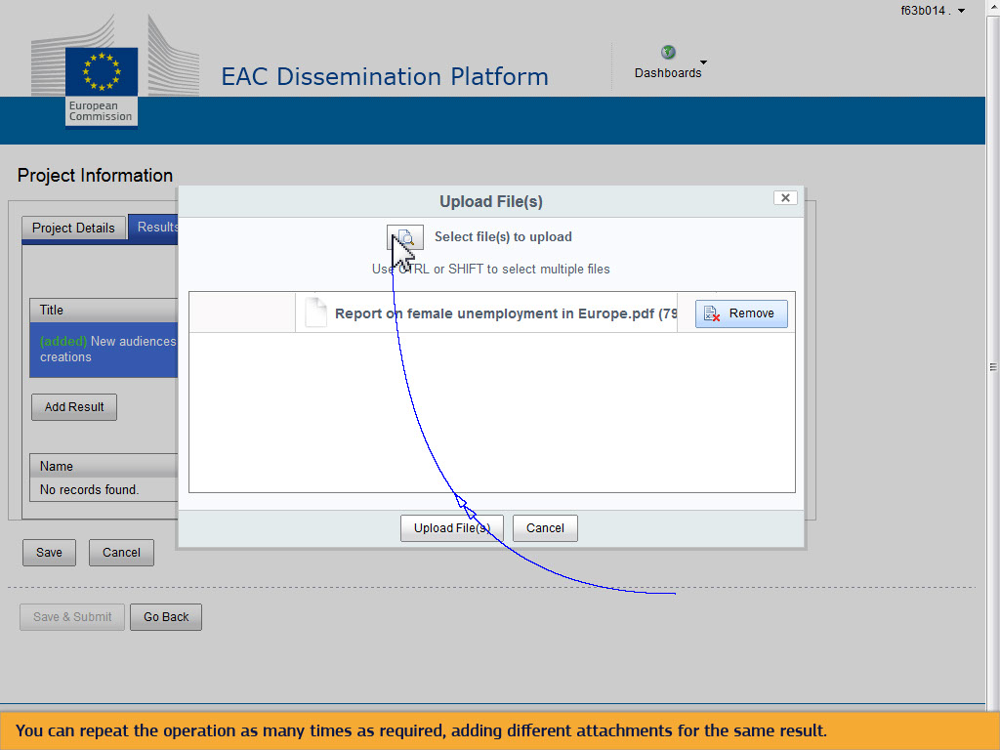 f63b014 .
EAC Dissemination Platform
Dashboards
European
Commission
Project Information
Upload File(s)
Project Details
Results
Select file(s) to upload
Use CTRL or SHIFT to select multiple files
Title
Report on female unemployment in Europe.pdf (79
Remove
(added) New audiences
creations
Add Result
Name
No records found.
Upload File(s)
Cancel
Save
Cancel
Save & Submit
Go Back
You can repeat the operation as many times as required, adding different attachments for the same result.